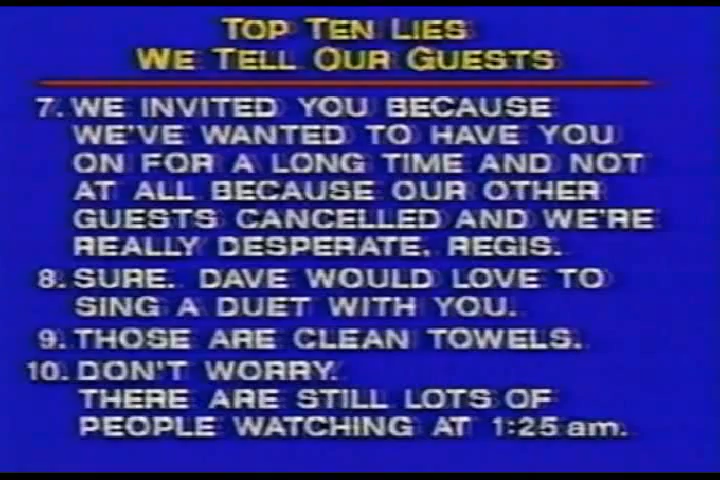 TOP TEN LIES
WE TELL OUR GUESTS
7. WE INVITED YOU BECAUSE
WE'VE WANTED TO HAVE YOU
ON FOR A LONG TIME AND NOT
AT ALL BECAUSE OUR OTHER
GUESTS CANCELLED AND WE'RE
REALLY DESPERATE, REGIS.
8. SURE. DAVE WOULD LOVE TO
SING A DUET WITH YOU.
9. THOSE ARE CLEAN TOWELS.
10. DON'T WORRY.
THERE ARE STILL LOTS OF
PEOPLE WATCHING AT 1:25 am.